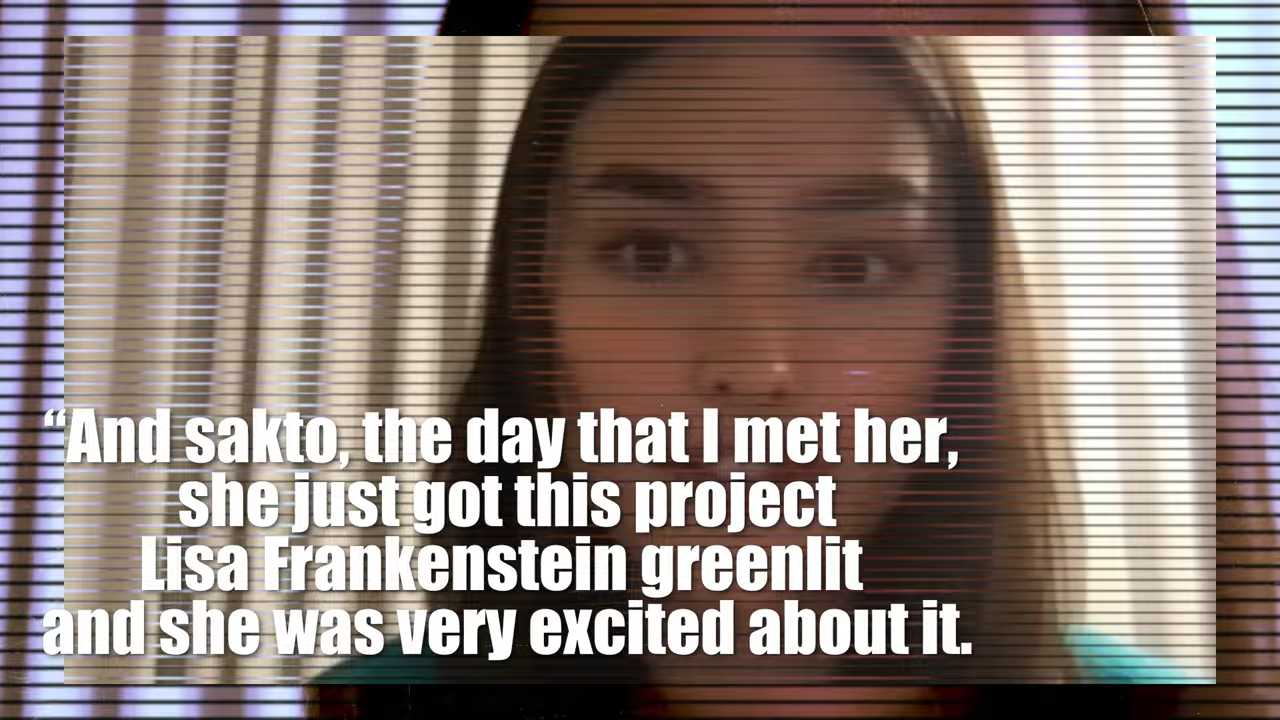 “And sakto, the day that I met her,
she just got this project
Lisa Frankenstein greenlit
and she was very excited about it.